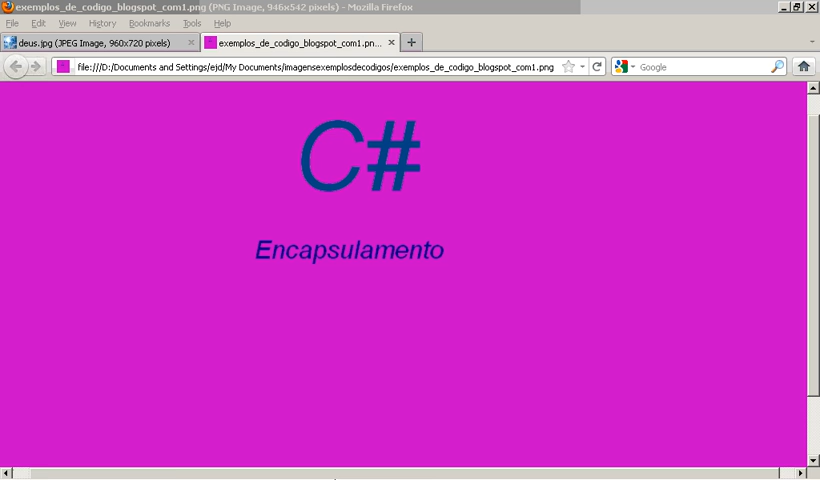 exemplos_de_codigo_blogspot_com1.png (PNG Image, 946x542 pixels) - Mozilla Firefox
File Edit View History Bookmarks Tools Help
deus.jpg (JPEG Image, 960x720 pixels) exemplos_de_codigo_blogspot_com1.pn...
file:///D:/Documents and Settings/ejd/My Documents/imagensexemplosdecodigos/exemplos_de_codigo_blogspot_com1.png Google
C#
Encapsulamento